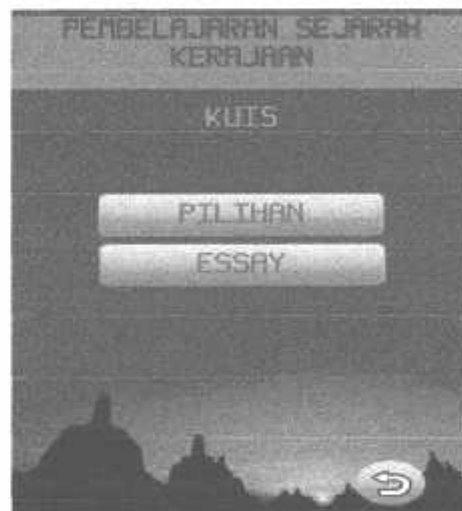 PEMBELAJARAN SEJARAH
KERAJAAN
KUIS
PILIHAN
ESSAY